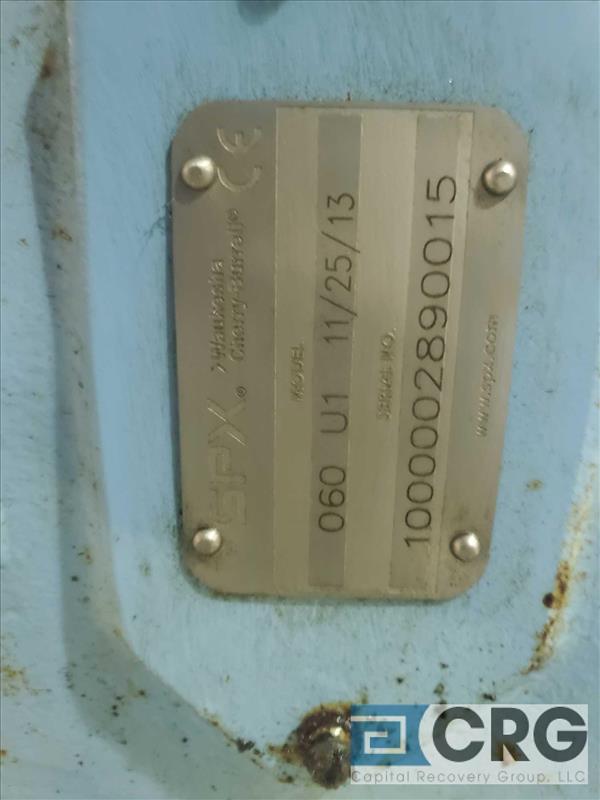 SPX®
>Waukesha
Cherry-Burrell®
CE
MODEL
060 U1 11/25/13
SERIAL NO.
1000002890015
www.spx.com
CRG
Capital Recovery Group, LLC